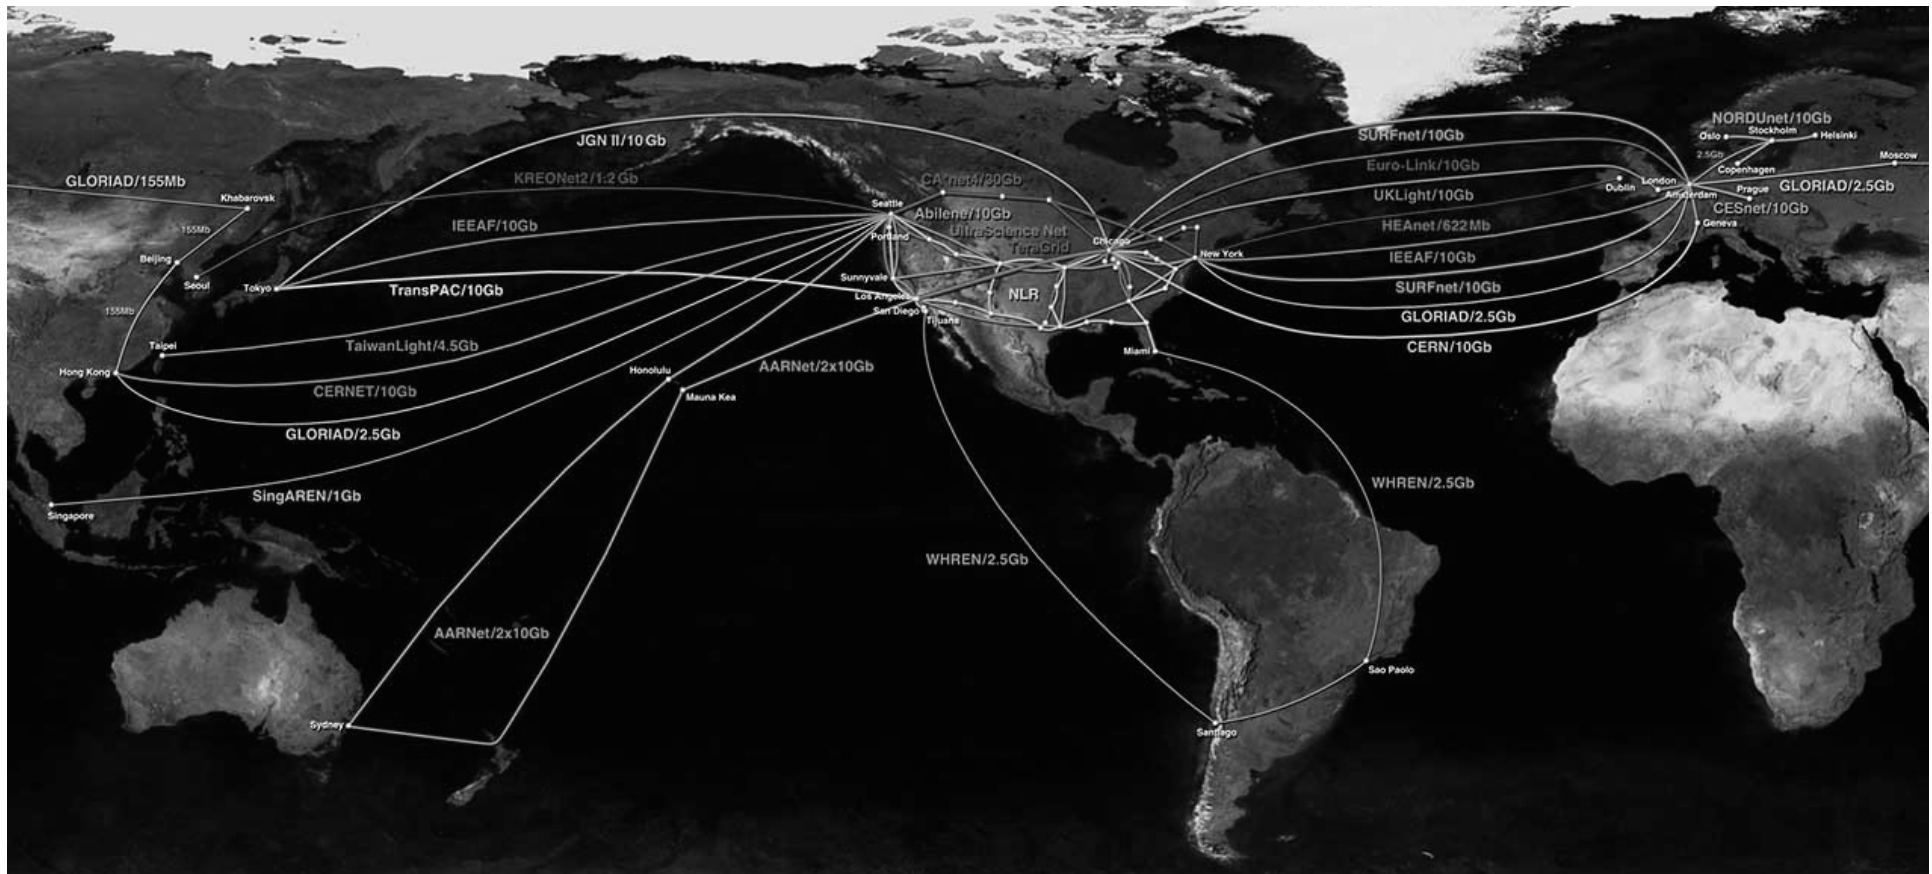 JGN II/10 Gb
SURFnet/10Gb
NORDUnet/10Gb
Oslo
Stockholm
Helsinki
2.5Gb
Copenhagen
Moscow
GLORIAD/155Mb
KREONet2/1.2Gb
CA*net4/30Gb
Euro-Link/10Gb
London
Dublin
Amsterdam
Prague
GLORIAD/2.5Gb
Khabarovsk
Seattle
UKLight/10Gb
CESnet/10Gb
155Mb
IEEAF/10Gb
Abilene/10Gb
HEAnet/622Mb
Geneva
Portland
UltraScience Net
TeraGrid
Chicago
New York
IEEAF/10Gb
Beijing
Seoul
Tokyo
TransPAC/10Gb
Sunnyvale
Los Angeles
San Diego
Tijuana
NLR
SURFnet/10Gb
155Mb
GLORIAD/2.5Gb
Taipei
TaiwanLight/4.5Gb
CERN/10Gb
Miami
Hong Kong
Honolulu
AARNet/2x10Gb
CERNET/10Gb
Mauna Kea
GLORIAD/2.5Gb
WHREN/2.5Gb
SingAREN/1Gb
Singapore
WHREN/2.5Gb
AARNet/2x10Gb
Sao Paolo
Sydney
Santiago